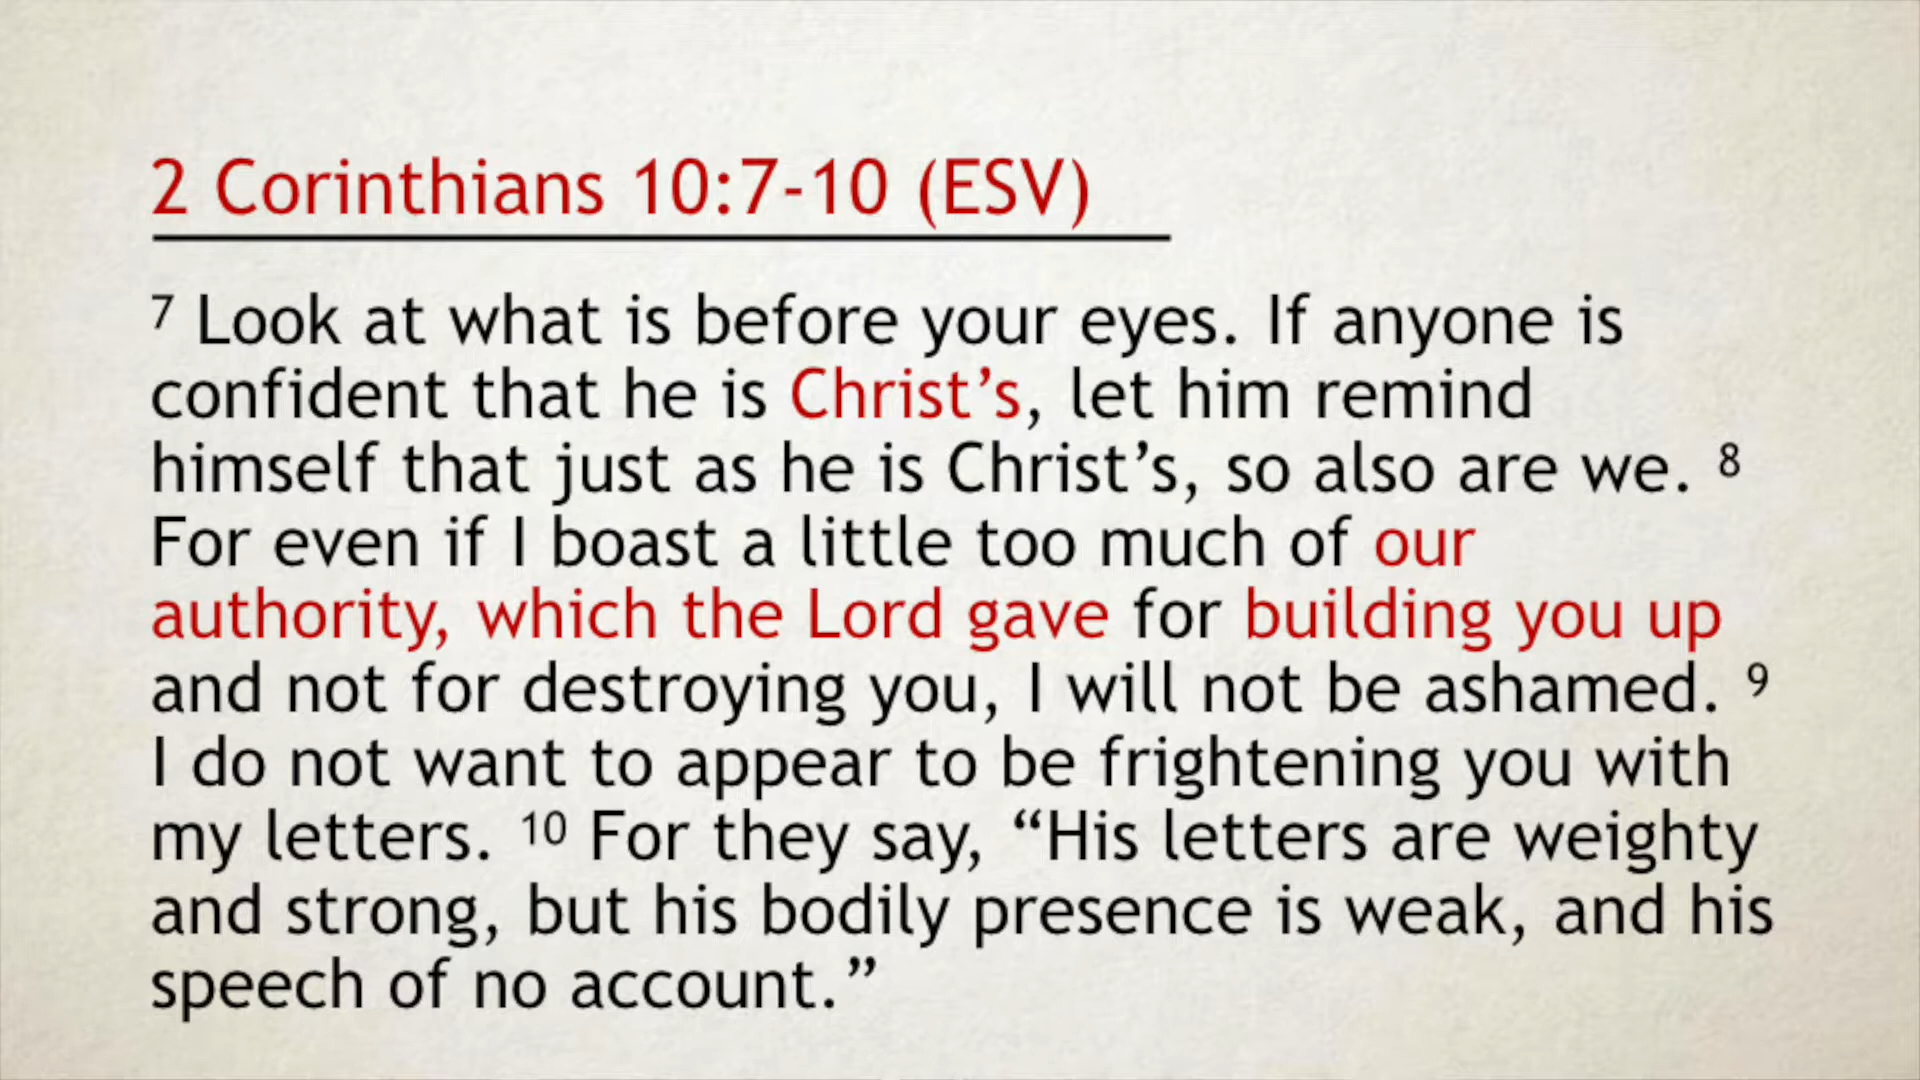 2 Corinthians 10:7-10 (ESV)
7 Look at what is before your eyes. If anyone is
confident that he is Christ’s, let him remind
himself that just as he is Christ’s, so also are we. 8
For even if I boast a little too much of our
authority, which the Lord gave for building you up
and not for destroying you, I will not be ashamed. 9
I do not want to appear to be frightening you with
my letters. 10 For they say, “His letters are weighty
and strong, but his bodily presence is weak, and his
speech of no account.”